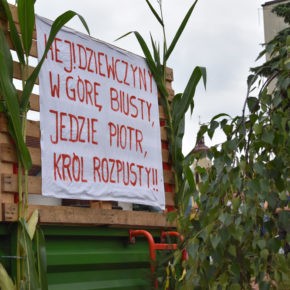 HEJ! DZIEWCZYNY
W GÓRĘ BIUSTY,
JEDZIE PIOTR,
KRÓL ROZPUSTY!!